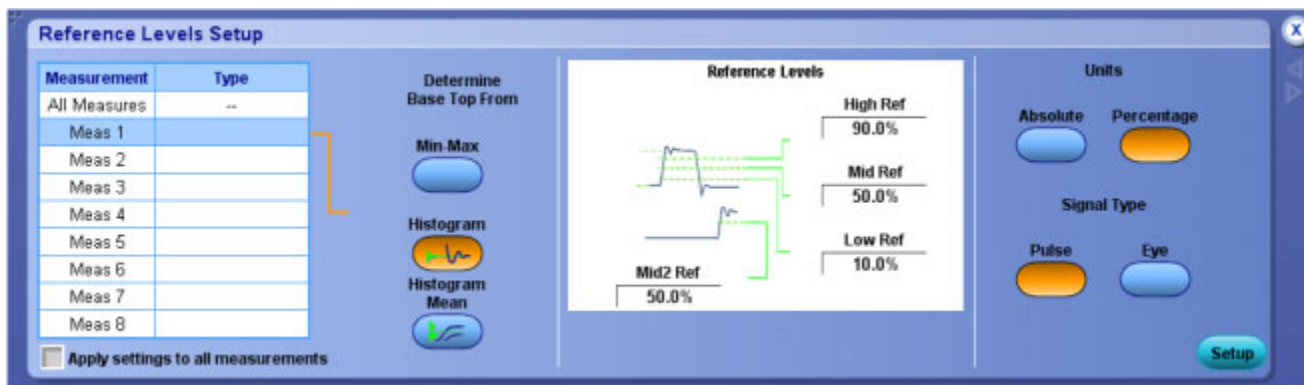 Reference Levels Setup
X
Measurement Type
All Measures --
Meas 1
Meas 2
Meas 3
Meas 4
Meas 5
Meas 6
Meas 7
Meas 8
Apply settings to all measurements
Determine
Base Top From
Min-Max
Histogram
Histogram
Mean
Reference Levels
High Ref
90.0%
Mid Ref
50.0%
Low Ref
10.0%
Mid2 Ref
50.0%
Units
Absolute Percentage
Signal Type
Pulse Eye
Setup